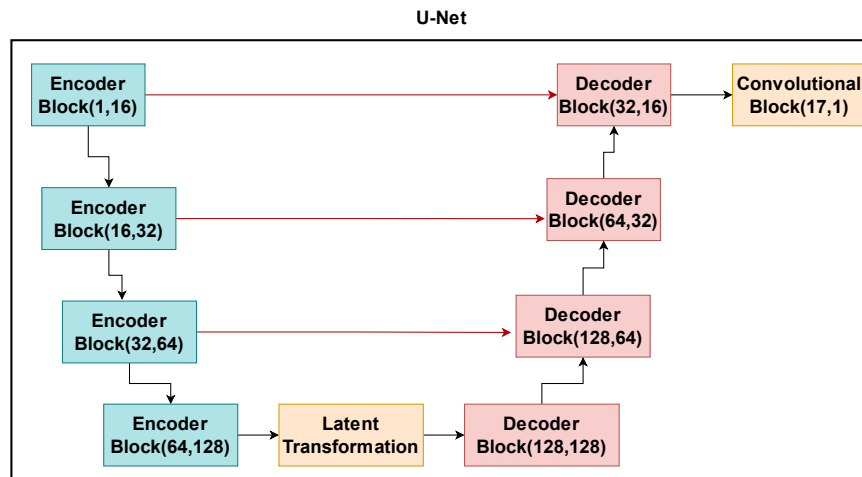 U-Net
Encoder
Block(1,16)
Decoder
Block(32,16)
Convolutional
Block(17,1)
Encoder
Block(16,32)
Decoder
Block(64,32)
Encoder
Block(32,64)
Decoder
Block(128,64)
Encoder
Block(64,128)
Latent
Transformation
Decoder
Block(128,128)